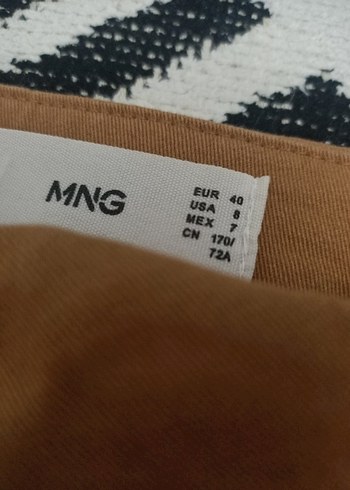 MNG
EUR 40
USA 8
MEX 7
CN 170/
72A